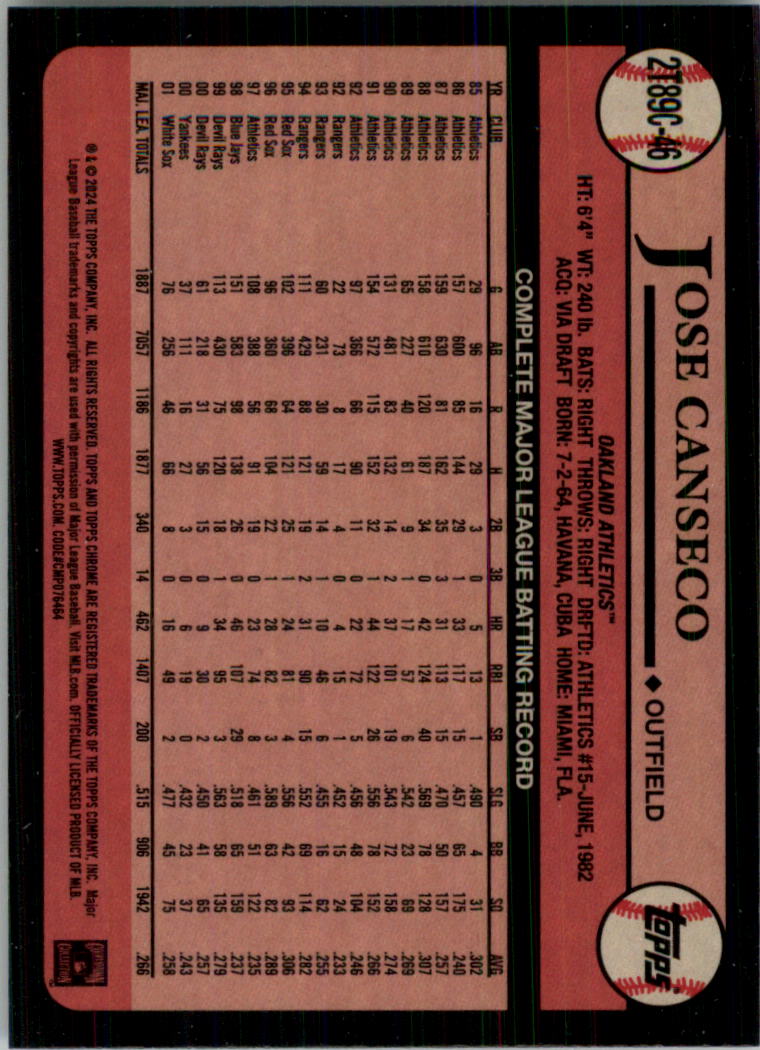 2T89C-46
JOSE CANSECO ◆ OUTFIELD
topps®
OAKLAND ATHLETICS™
HT: 6'4" WT: 240 lb. BATS: RIGHT THROWS: RIGHT DRFTD: ATHLETICS #15-JUNE, 1982
ACQ: VIA DRAFT BORN: 7-2-64, HAVANA, CUBA HOME: MIAMI, FLA.
COMPLETE MAJOR LEAGUE BATTING RECORD
YR CLUB G AB R H 2B 3B HR RBI SB SLG BB SO AVG
85 Athletics 29 96 16 29 3 0 5 13 1 .490 4 31 .302
86 Athletics 157 600 85 144 29 1 33 117 15 .457 65 175 .240
87 Athletics 159 630 81 162 35 3 31 113 15 .470 50 157 .257
88 Athletics 158 610 120 187 34 0 42 124 40 .569 78 128 .307
89 Athletics 65 227 40 61 9 1 17 57 6 .542 23 69 .269
90 Athletics 131 481 83 132 14 2 37 101 19 .543 72 158 .274
91 Athletics 154 572 115 152 32 1 44 122 26 .556 78 152 .266
92 Athletics 97 366 66 90 11 0 22 72 5 .456 48 104 .246
92 Rangers 22 73 8 17 4 0 4 15 1 .452 15 24 .233
93 Rangers 60 231 30 59 14 1 10 46 6 .455 16 62 .255
94 Rangers 111 429 88 121 19 2 31 90 15 .552 69 114 .282
95 Red Sox 102 396 64 121 25 1 24 81 4 .556 42 93 .306
96 Red Sox 96 360 68 104 22 1 28 82 3 .589 63 82 .289
97 Athletics 108 388 56 91 19 0 23 74 8 .461 51 122 .235
98 Blue Jays 151 583 98 138 26 0 46 107 29 .518 65 159 .237
99 Devil Rays 113 430 75 120 18 1 34 95 3 .563 58 135 .279
00 Devil Rays 61 218 31 56 15 0 9 30 2 .450 41 65 .257
00 Yankees 37 111 16 27 3 0 6 19 0 .432 23 37 .243
01 White Sox 76 256 46 66 8 0 16 49 2 .477 45 75 .258
MAJ. LEA. TOTALS 1887 7057 1186 1877 340 14 462 1407 200 .515 906 1942 .266
® & © 2024 THE TOPPS COMPANY, INC. ALL RIGHTS RESERVED. TOPPS AND TOPPS CHROME ARE REGISTERED TRADEMARKS OF THE TOPPS COMPANY, INC. Major
League Baseball trademarks and copyrights are used with permission of Major League Baseball. Visit MLB.com. OFFICIALLY LICENSED PRODUCT OF MLB.
WWW.TOPPS.COM. CODE#CMP076464
COOPERSTOWN
COLLECTION